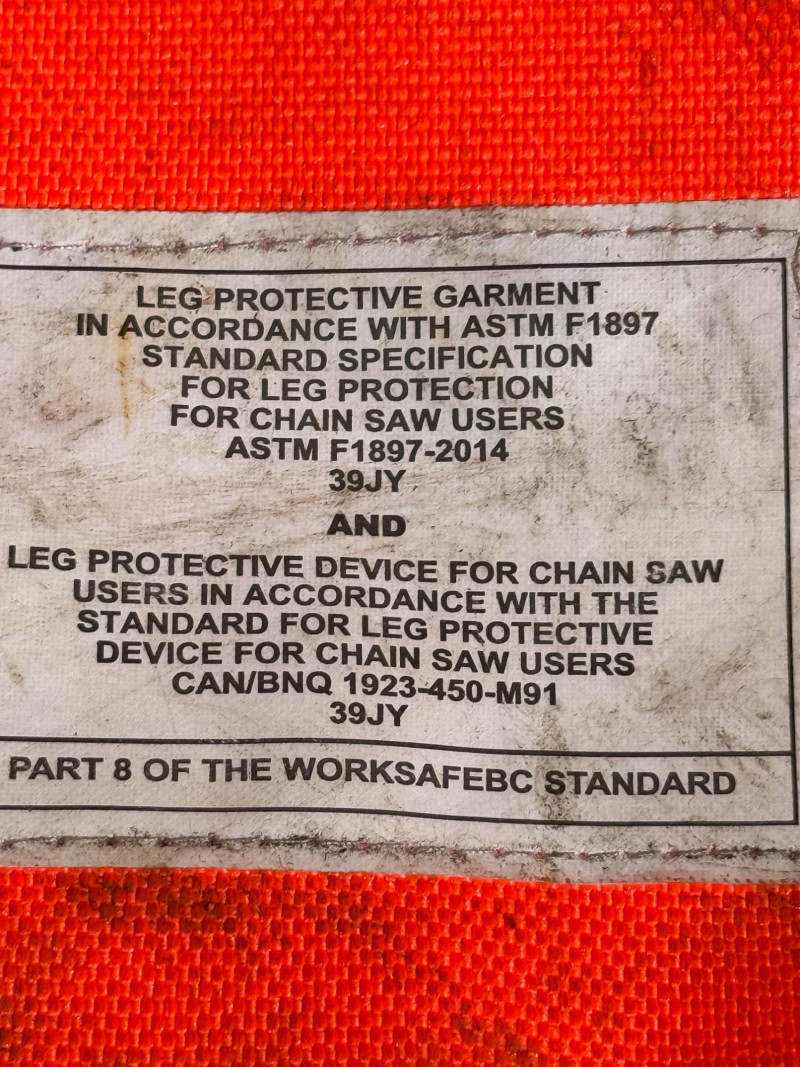 LEG PROTECTIVE GARMENT
IN ACCORDANCE WITH ASTM F1897
STANDARD SPECIFICATION
FOR LEG PROTECTION
FOR CHAIN SAW USERS
ASTM F1897-2014
39JY
AND
LEG PROTECTIVE DEVICE FOR CHAIN SAW
USERS IN ACCORDANCE WITH THE
STANDARD FOR LEG PROTECTIVE
DEVICE FOR CHAIN SAW USERS
CAN/BNQ 1923-450-M91
39JY
PART 8 OF THE WORKSAFEBC STANDARD